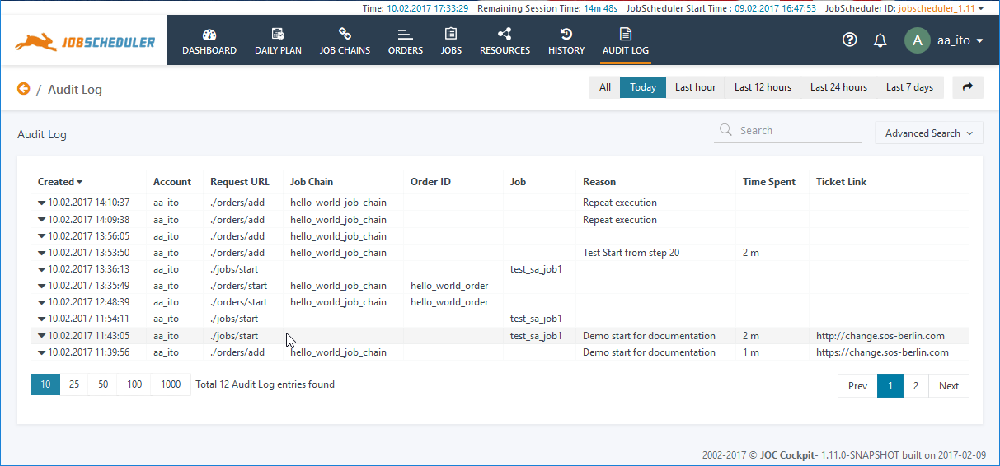 Time: 10.02.2017 17:33:29 Remaining Session Time: 14m 48s JobScheduler Start Time : 09.02.2017 16:47:53 JobScheduler ID: jobscheduler_1.11
JOBSCHEDULER DASHBOARD DAILY PLAN JOB CHAINS ORDERS JOBS RESOURCES HISTORY AUDIT LOG ? A aa_ito
/ Audit Log All Today Last hour Last 12 hours Last 24 hours Last 7 days
Audit Log Search Advanced Search
Created Account Request URL Job Chain Order ID Job Reason Time Spent Ticket Link
10.02.2017 14:10:37 aa_ito ./orders/add hello_world_job_chain Repeat execution
10.02.2017 14:09:38 aa_ito ./orders/add hello_world_job_chain Repeat execution
10.02.2017 13:56:05 aa_ito ./orders/add hello_world_job_chain
10.02.2017 13:53:50 aa_ito ./orders/add hello_world_job_chain Test Start from step 20 2 m
10.02.2017 13:36:13 aa_ito ./jobs/start test_sa_job1
10.02.2017 13:35:49 aa_ito ./orders/start hello_world_job_chain hello_world_order
10.02.2017 12:48:39 aa_ito ./orders/start hello_world_job_chain hello_world_order
10.02.2017 11:54:11 aa_ito ./jobs/start test_sa_job1
10.02.2017 11:43:05 aa_ito ./jobs/start test_sa_job1 Demo start for documentation 2 m http://change.sos-berlin.com
10.02.2017 11:39:56 aa_ito ./orders/add hello_world_job_chain Demo start for documentation 1 m https://change.sos-berlin.com
10 25 50 100 1000 Total 12 Audit Log entries found Prev 1 2 Next
2002-2017 © JOC Cockpit- 1.11.0-SNAPSHOT built on 2017-02-09